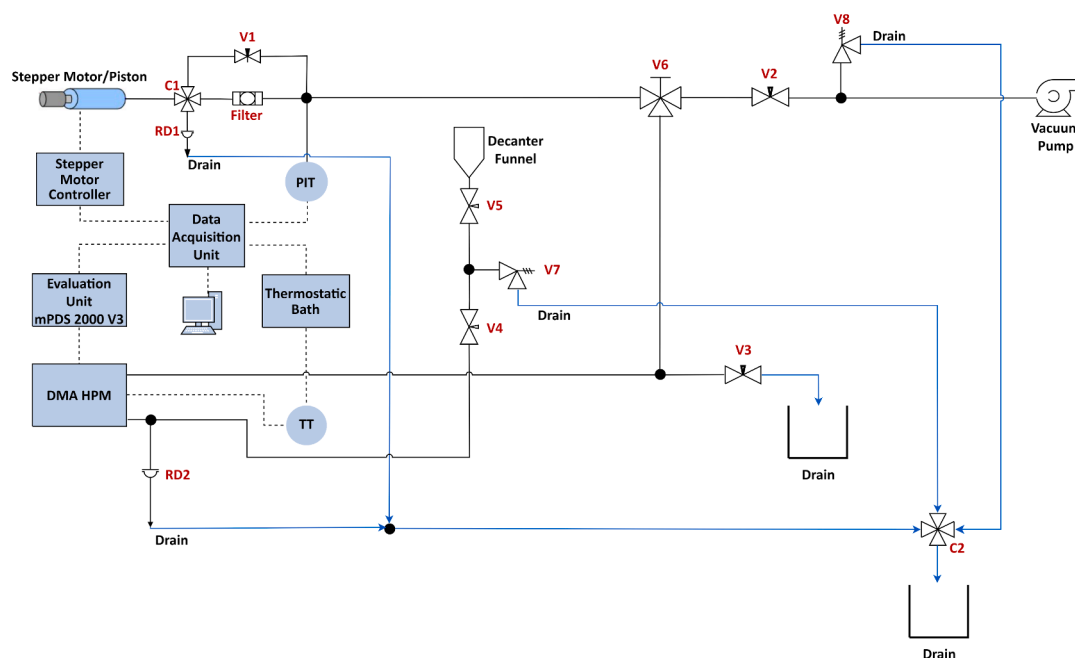 V8
Drain
V1
V6
V2
Stepper Motor/Piston
C1
Filter
Vacuum
Pump
RD1
Drain
Decanter
Funnel
Stepper
Motor
Controller
PIT
V5
Data
Acquisition
Unit
V7
Evaluation
Unit
mPDS 2000 V3
Thermostatic
Bath
Drain
V4
V3
DMA HPM
TT
RD2
Drain
Drain
C2
Drain